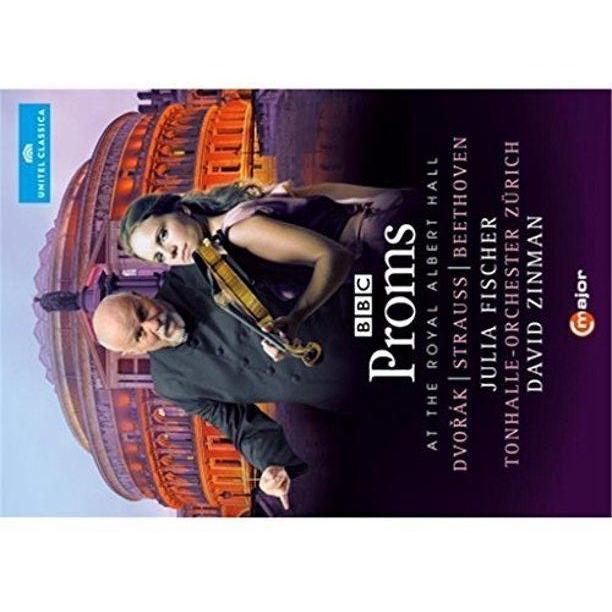 UNITEL CLASSICA
BBC
Proms
AT THE ROYAL ALBERT HALL
DVOŘÁK | STRAUSS | BEETHOVEN
JULIA FISCHER
TONHALLE-ORCHESTER ZÜRICH
DAVID ZINMAN
C major